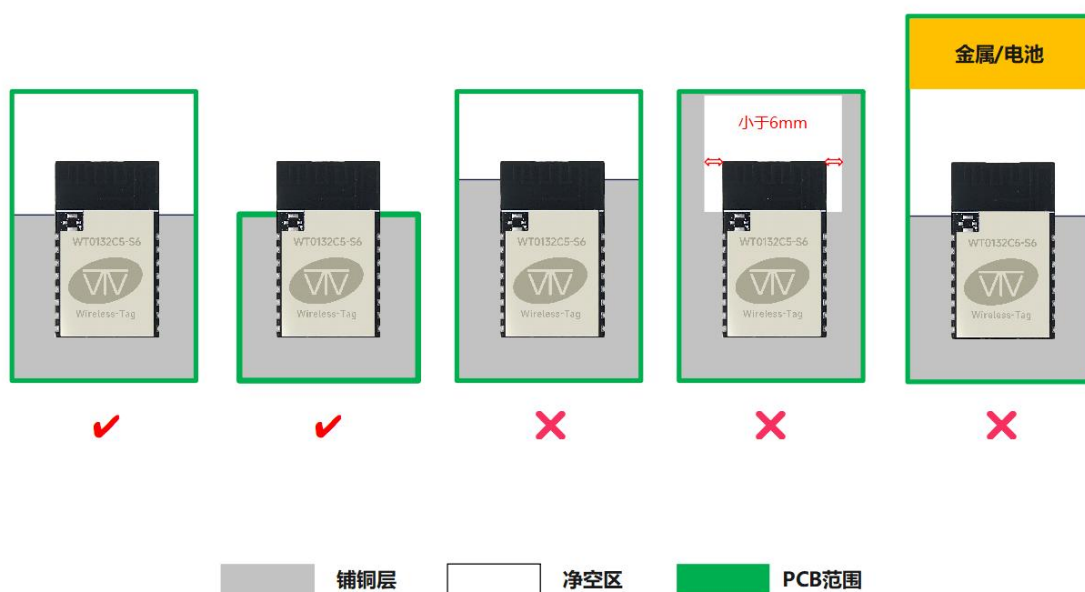 金属/电池
小于6mm
WT0132C5-S6
Wireless-Tag
WT0132C5-S6
Wireless-Tag
WT0132C5-S6
Wireless-Tag
WT0132C5-S6
Wireless-Tag
WT0132C5-S6
Wireless-Tag
铺铜层
净空区
PCB范围